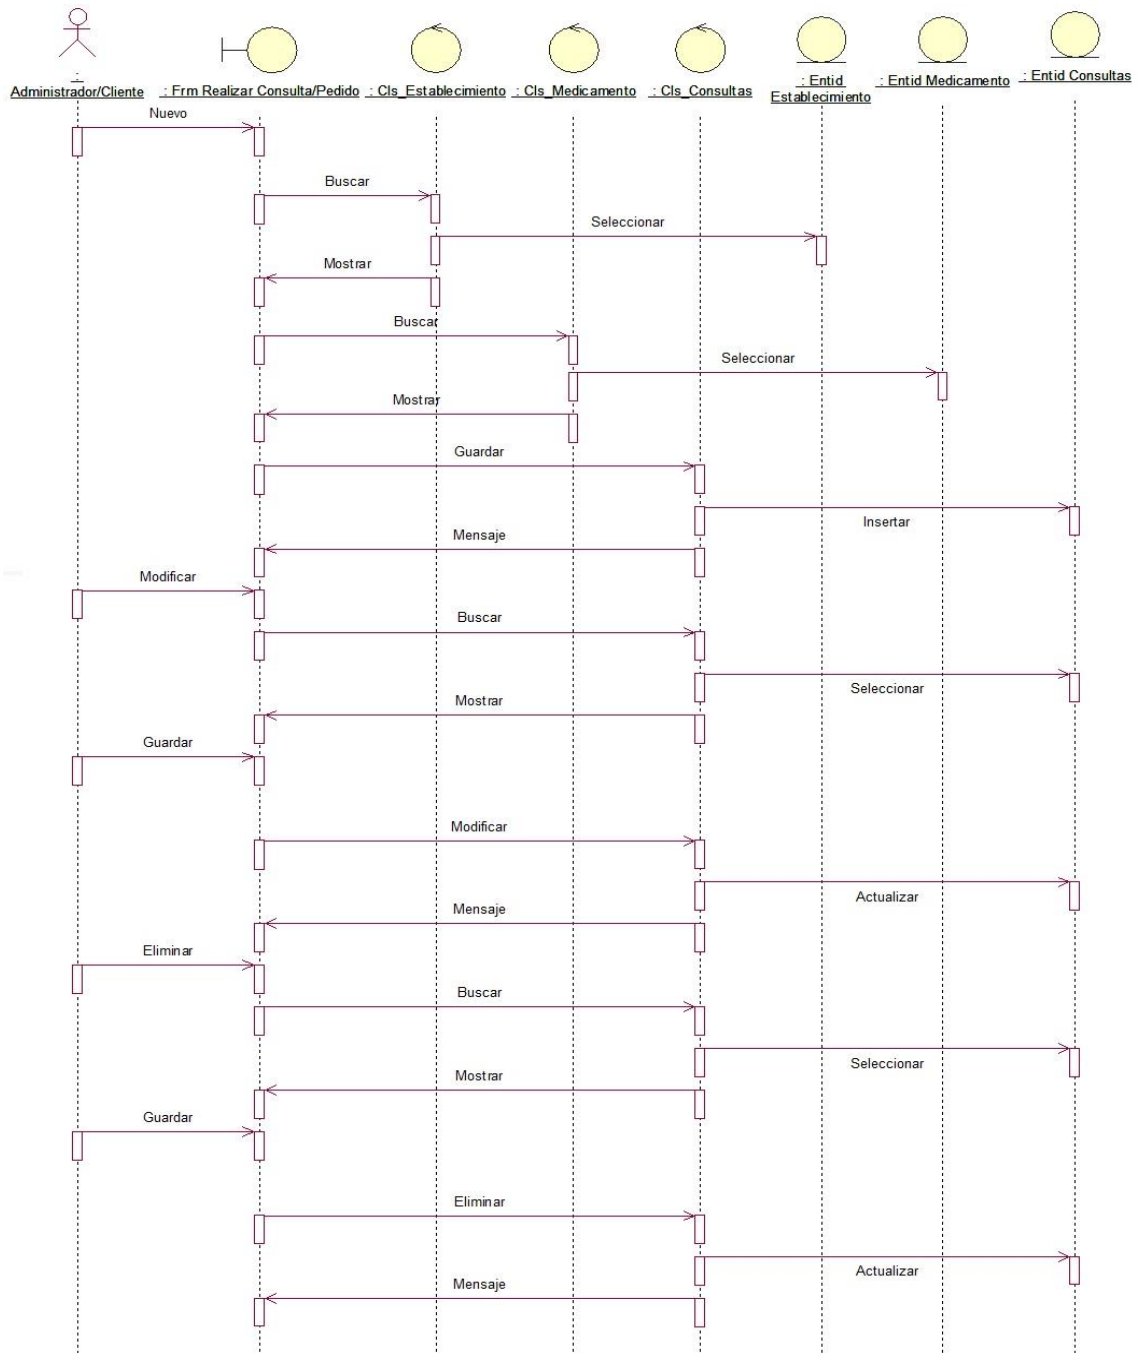 :
Administrador/Cliente
: Frm Realizar Consulta/Pedido
: Cls_Establecimiento
: Cls_Medicamento
: Cls_Consultas
: Entid
Establecimiento
: Entid Medicamento
: Entid Consultas
Nuevo
Buscar
Seleccionar
Mostrar
Buscar
Seleccionar
Mostrar
Guardar
Insertar
Mensaje
Modificar
Buscar
Seleccionar
Mostrar
Guardar
Modificar
Actualizar
Mensaje
Eliminar
Buscar
Seleccionar
Mostrar
Guardar
Eliminar
Actualizar
Mensaje